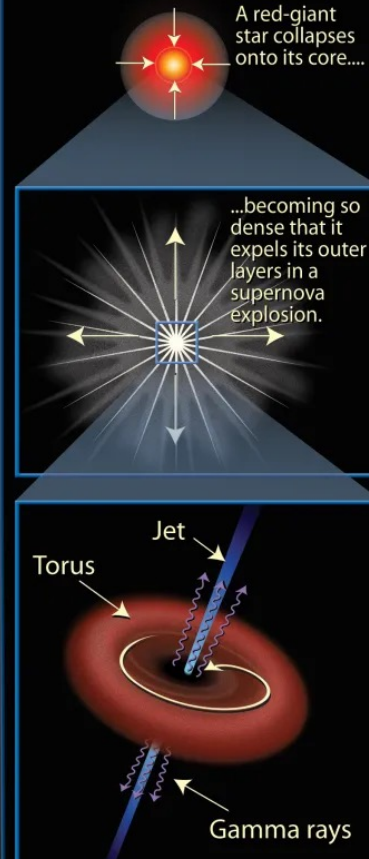 A red-giant
star collapses
onto its core....
...becoming so
dense that it
expels its outer
layers in a
supernova
explosion.
Jet
Torus
Gamma rays